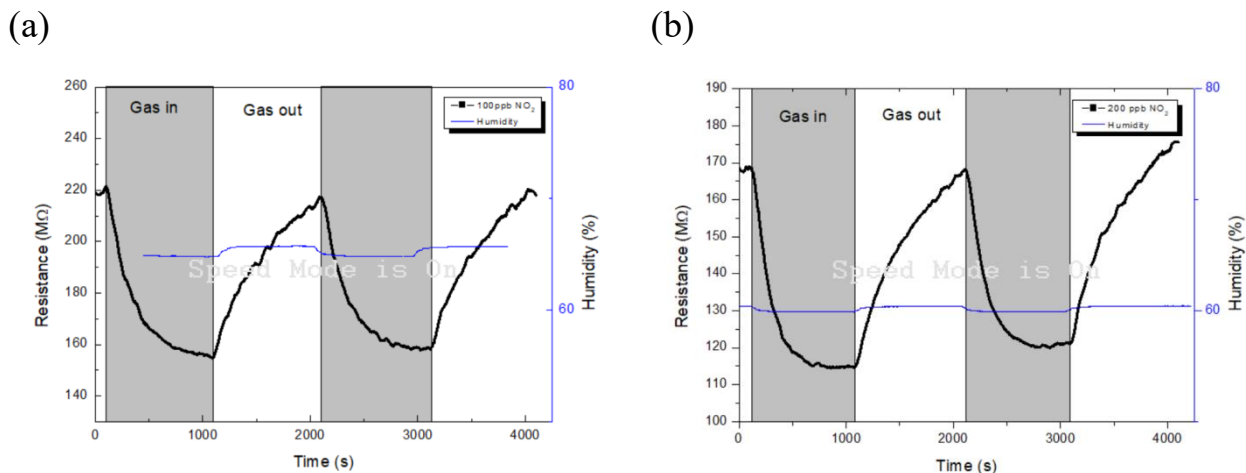 (a)
(b)
260
240
220
200
180
160
140
0
1000
2000
3000
4000
Time (s)
Resistance (MΩ)
80
60
Humidity (%)
Gas in
Gas out
100ppb NO₂
Humidity
Speed Mode is On
190
180
170
160
150
140
130
120
110
100
0
1000
2000
3000
4000
Time (s)
Resistance (MΩ)
80
60
Humidity (%)
Gas in
Gas out
200 ppb NO₂
Humidity
Speed Mode is On